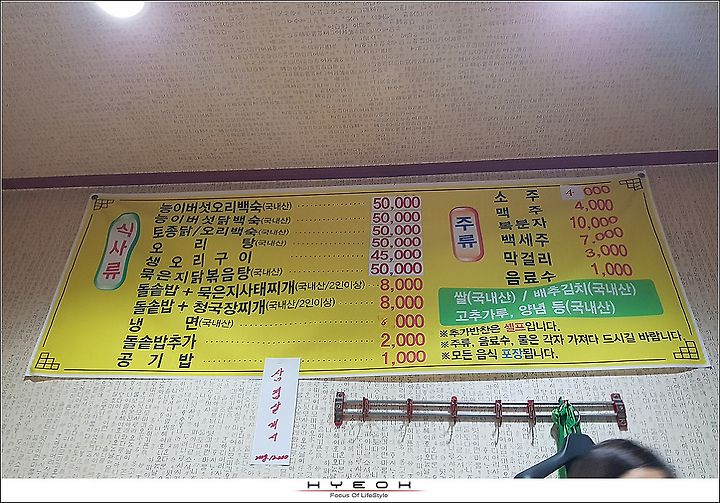 식사류
능이버섯오리백숙(국내산) 50,000
능이버섯닭백숙(국내산) 50,000
토종닭/오리백숙(국내산) 50,000
오 리 탕(국내산) 50,000
생 오 리 구 이 45,000
묵은지닭볶음탕(국내산) 50,000
돌솥밥 + 묵은지사태찌개(국내산/2인이상) 8,000
돌솥밥 + 청국장찌개(국내산/2인이상) 8,000
냉 면(국내산) 6,000
돌솥밥추가 2,000
공 기 밥 1,000
주류
소 주 4,000
맥 주 4,000
복분자 10,000
백세주 7,000
막걸리 3,000
음료수 1,000
쌀(국내산) / 배추김치(국내산)
고추가루, 양념 등(국내산)
※추가반찬은 셀프입니다.
※주류, 음료수, 물은 각자 가져다 드시길 바랍니다.
※모든 음식 포장됩니다.
HYEOH
Focus Of LifeStyle